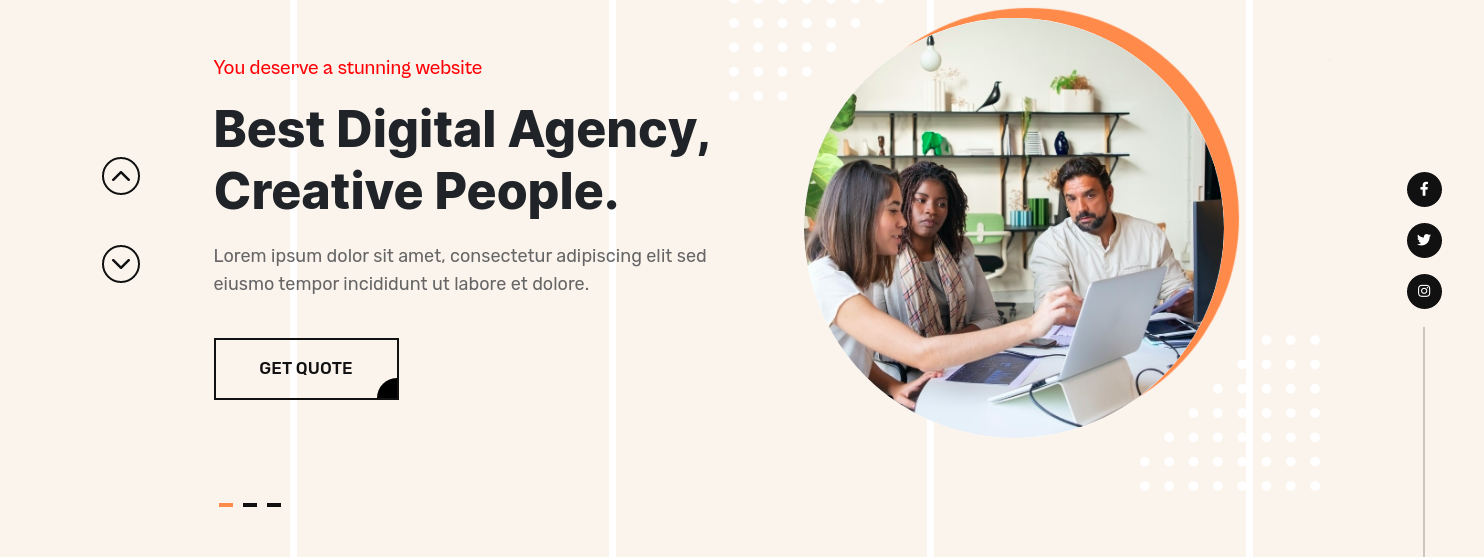 You deserve a stunning website
Best Digital Agency,
Creative People.
Lorem ipsum dolor sit amet, consectetur adipiscing elit sed
eiusmo tempor incididunt ut labore et dolore.
GET QUOTE